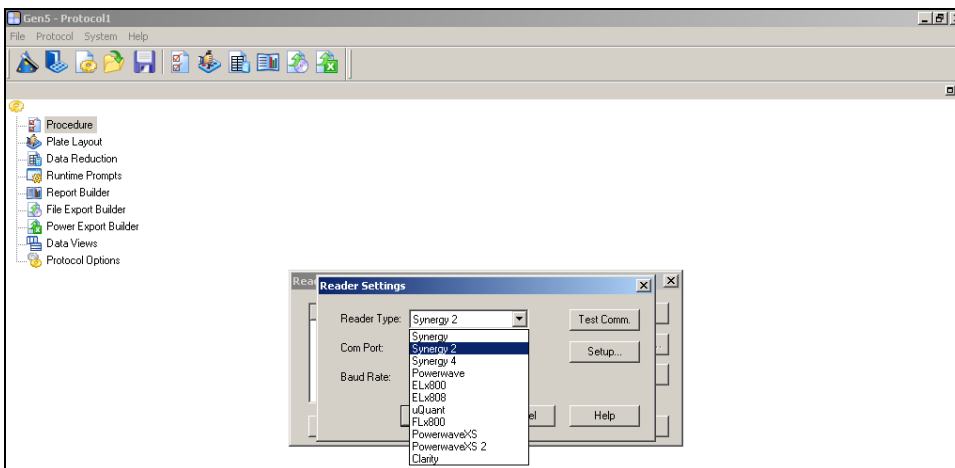 Gen5 - Protocol1
File Protocol System Help
Procedure
Plate Layout
Data Reduction
Runtime Prompts
Report Builder
File Export Builder
Power Export Builder
Data Views
Protocol Options
Reader Settings
Reader Type: Synergy 2 Test Comm.
Synergy
Com Port: Synergy 2 Setup...
Synergy 4
Baud Rate: Powerwave
ELx800
ELx808
uQuant
FLx800 Help
PowerwaveXS
PowerwaveXS 2
Clarity